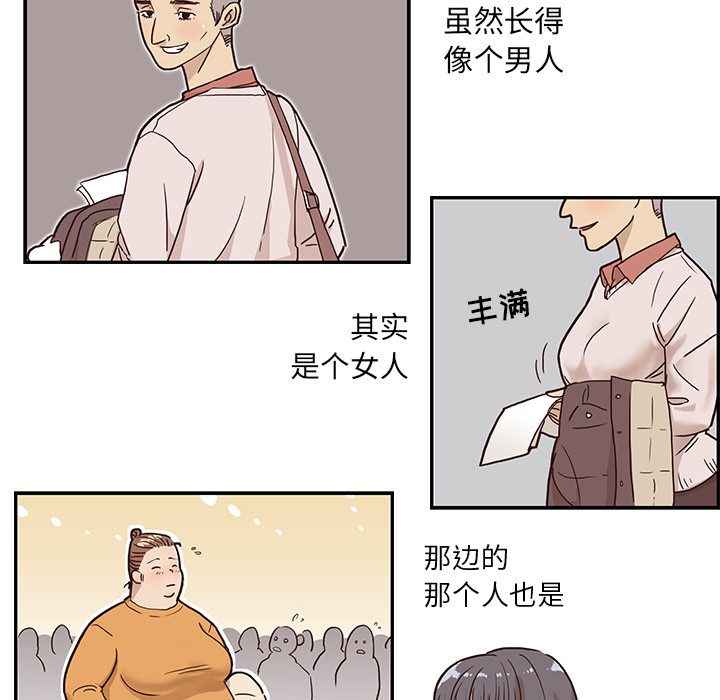 虽然长得
像个男人
丰满
其实
是个女人
那边的
那个人也是